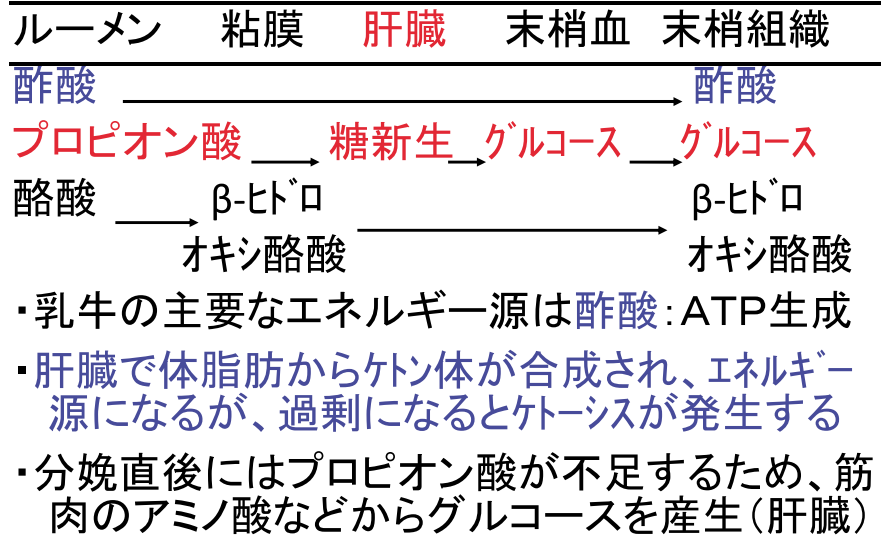 ルーメン 粘膜 肝臓 末梢血 末梢組織
酢酸 酢酸
プロピオン酸 糖新生 ｸﾞﾙｺｰｽ ｸﾞﾙｺｰｽ
酪酸 β-ﾋﾄﾞﾛ β-ﾋﾄﾞﾛ
ｵｷｼ酪酸 ｵｷｼ酪酸
・乳牛の主要なエネルギー源は酢酸：ATP生成
・肝臓で体脂肪からｹﾄﾝ体が合成され、ｴﾈﾙｷﾞｰ
源になるが、過剰になるとｹﾄｰｼｽが発生する
・分娩直後にはプロピオン酸が不足するため、筋
肉のアミノ酸などからグルコースを産生（肝臓）